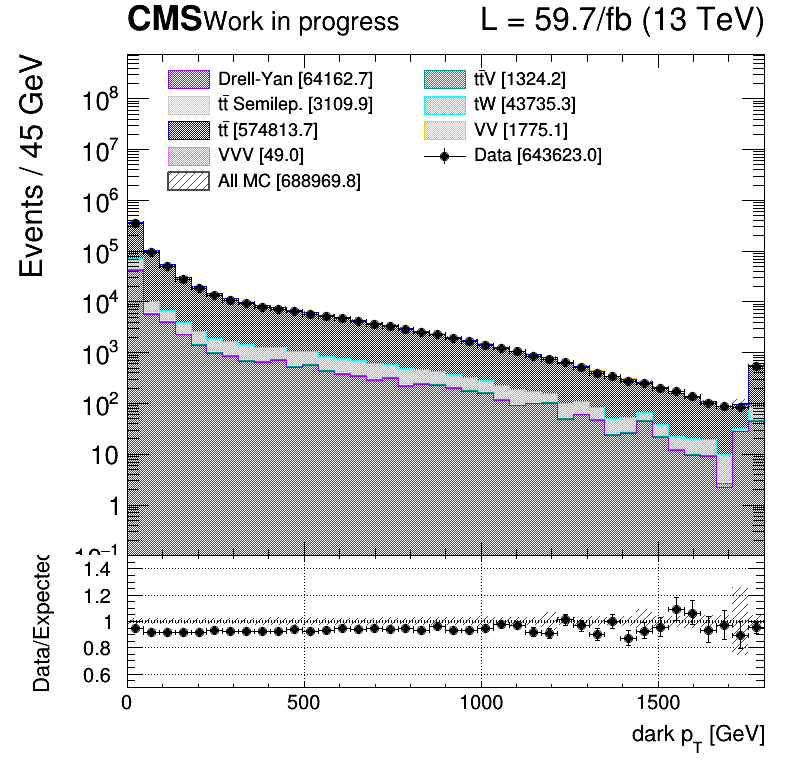 CMS Work in progress L = 59.7/fb (13 TeV)
Events / 45 GeV
Drell-Yan [64162.7]
tt̄ Semilep. [3109.9]
tt̄ [574813.7]
VVV [49.0]
All MC [688969.8]
tt̄V [1324.2]
tW [43735.3]
VV [1775.1]
Data [643623.0]
10⁸
10⁷
10⁶
10⁵
10⁴
10³
10²
10
1
10⁻¹
Data/Expected
1.4
1.2
1
0.8
0.6
0 500 1000 1500
dark p_T [GeV]